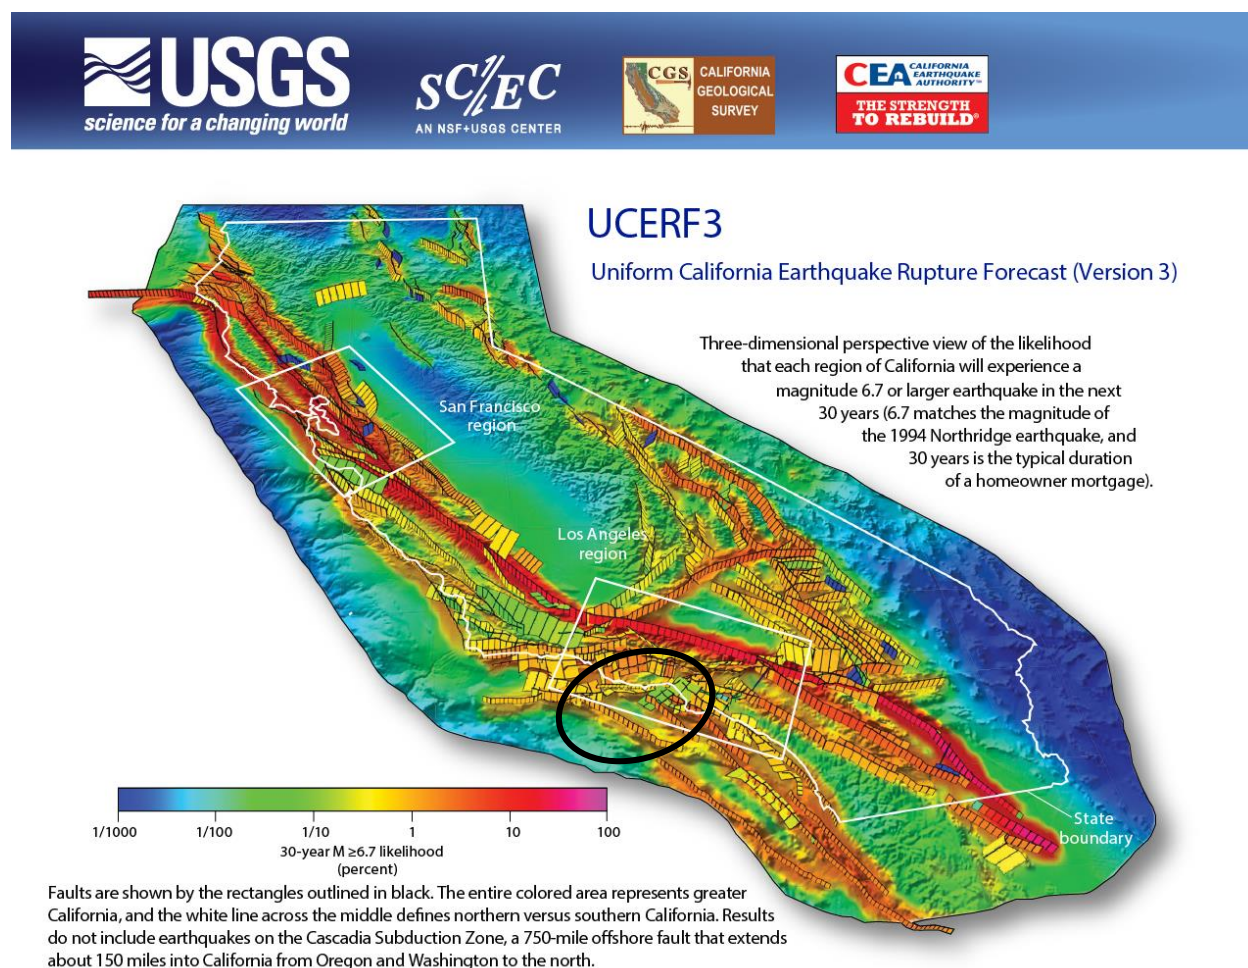 USGS
science for a changing world
SC/EC
AN NSF+USGS CENTER
CGS
CALIFORNIA
GEOLOGICAL
SURVEY
CEA CALIFORNIA
EARTHQUAKE
AUTHORITY™
THE STRENGTH
TO REBUILD®
UCERF3
Uniform California Earthquake Rupture Forecast (Version 3)
Three-dimensional perspective view of the likelihood
that each region of California will experience a
magnitude 6.7 or larger earthquake in the next
30 years (6.7 matches the magnitude of
the 1994 Northridge earthquake, and
30 years is the typical duration
of a homeowner mortgage).
San Francisco
region
Los Angeles
region
State
boundary
1/1000 1/100 1/10 1 10 100
30-year M ≥6.7 likelihood
(percent)
Faults are shown by the rectangles outlined in black. The entire colored area represents greater
California, and the white line across the middle defines northern versus southern California. Results
do not include earthquakes on the Cascadia Subduction Zone, a 750-mile offshore fault that extends
about 150 miles into California from Oregon and Washington to the north.